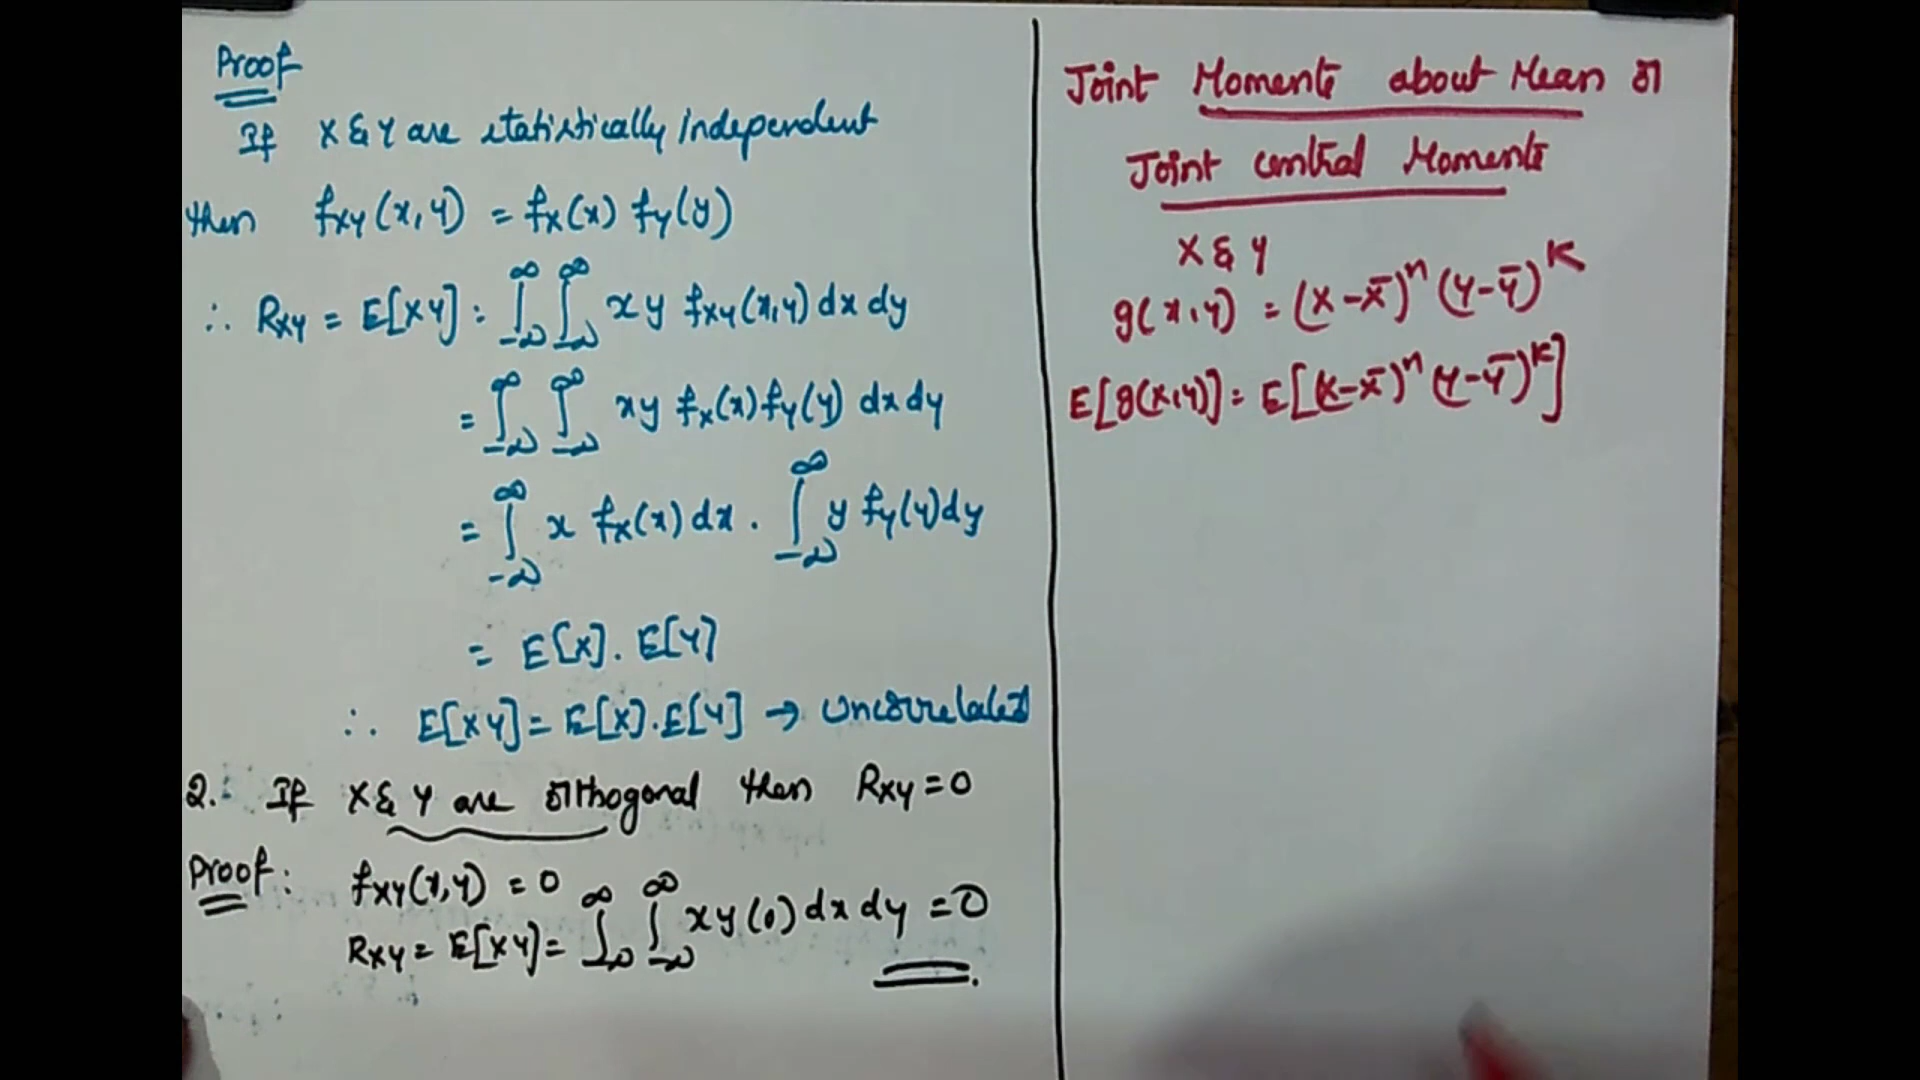 Proof
If X & Y are statistically independent
then fXY(x,y) = fX(x) fY(y)
∴ RXY = E[XY] = ∫_{-∞}^{∞} ∫_{-∞}^{∞} xy fXY(x,y) dx dy
= ∫_{-∞}^{∞} ∫_{-∞}^{∞} xy fX(x) fY(y) dx dy
= ∫_{-∞}^{∞} x fX(x) dx . ∫_{-∞}^{∞} y fY(y) dy
= E[X] . E[Y]
∴ E[XY] = E[X] . E[Y] → uncorrelated
2. If X & Y are orthogonal then RXY = 0
Proof : fXY(x,y) = 0
RXY = E[XY] = ∫_{-∞}^{∞} ∫_{-∞}^{∞} xy (0) dx dy = 0
Joint Moments about Mean or
Joint central Moments
X & Y
g(x,y) = (X - X̄)^n (Y - Ȳ)^K
E[g(x,y)] = E[(X - X̄)^n (Y - Ȳ)^K]